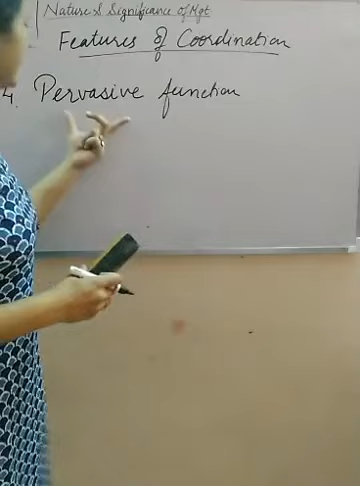 Nature & Significance of Mgt
Features of Coordination
4. Pervasive function